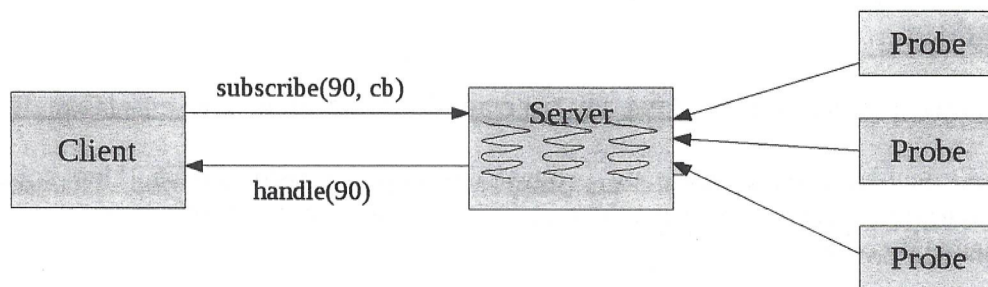 Probe
subscribe(90, cb)
Server
Client
Probe
handle(90)
Probe